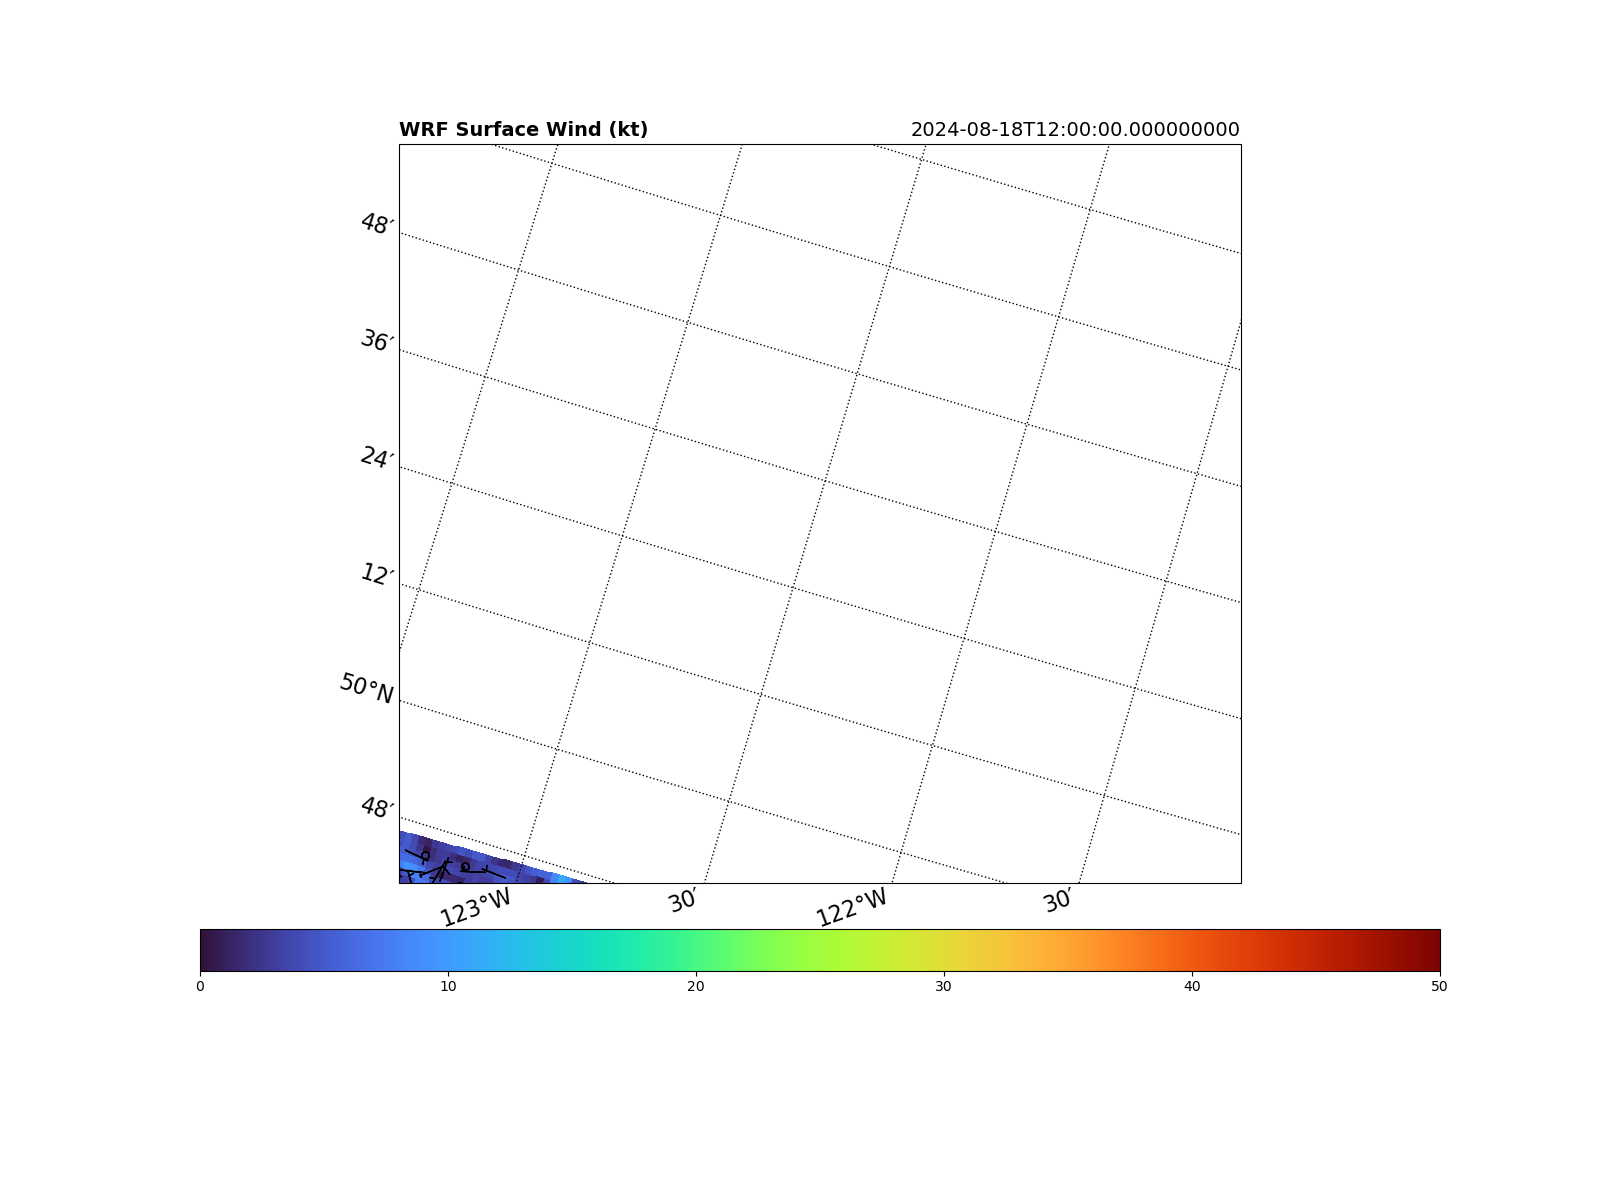 WRF Surface Wind (kt)
2024-08-18T12:00:00.000000000
48′
36′
24′
12′
50°N
48′
123°W
30′
122°W
30′
0
10
20
30
40
50